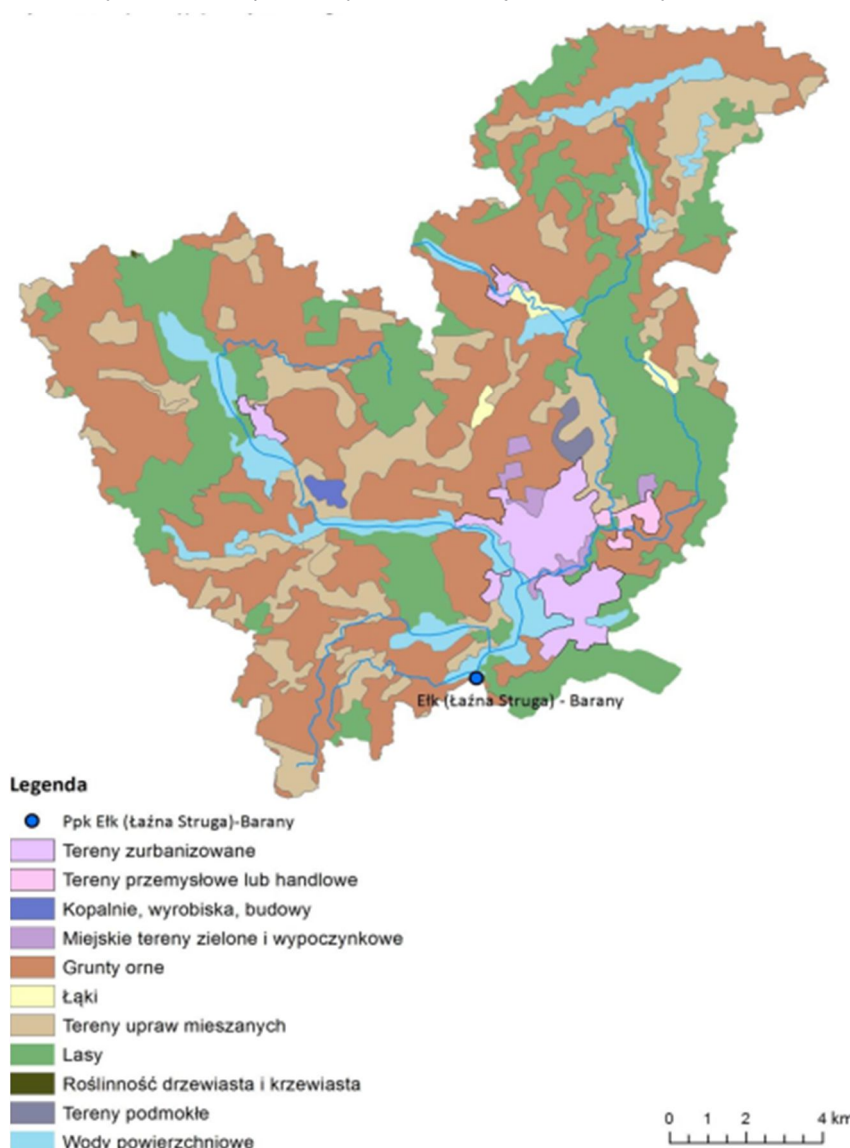 Ełk (Łaźna Struga) - Barany
Legenda
Ppk Ełk (Łaźna Struga)-Barany
Tereny zurbanizowane
Tereny przemysłowe lub handlowe
Kopalnie, wyrobiska, budowy
Miejskie tereny zielone i wypoczynkowe
Grunty orne
Łąki
Tereny upraw mieszanych
Lasy
Roślinność drzewiasta i krzewiasta
Tereny podmokłe
Wody powierzchniowe
0 1 2 4 km